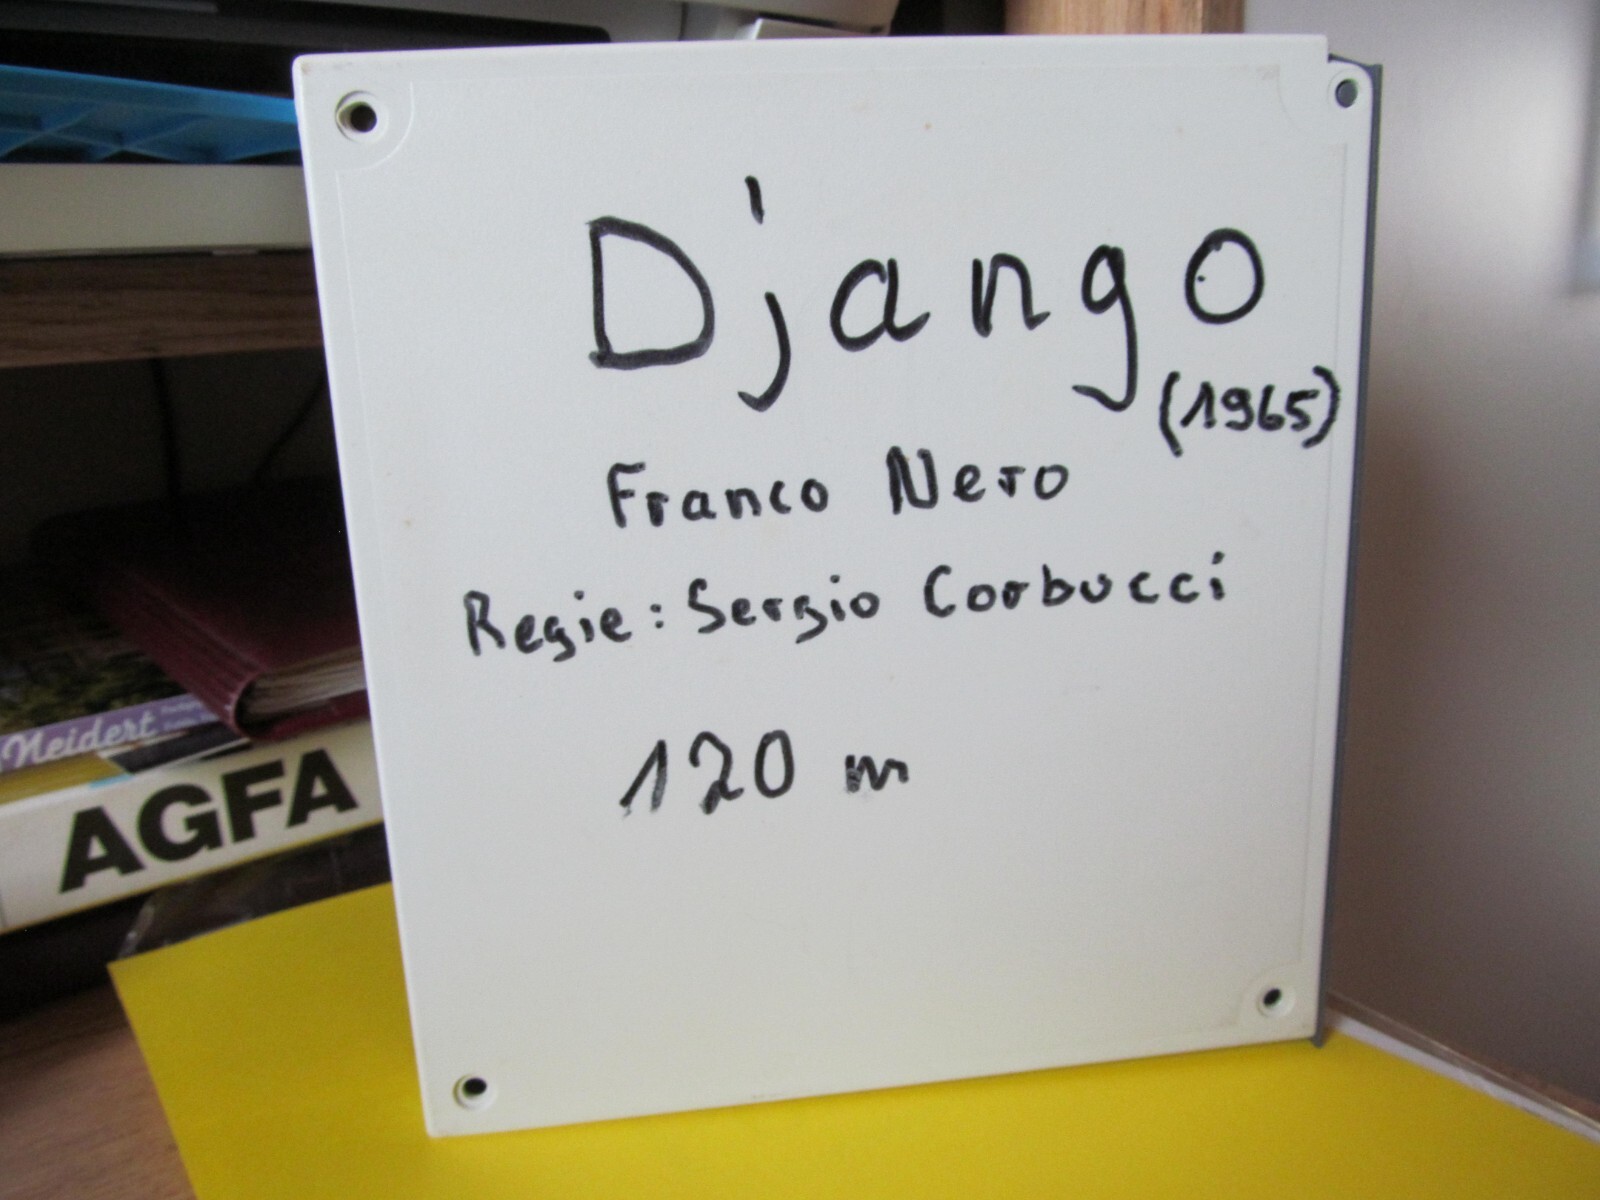 Django
(1965)
Franco Nero
Regie: Sergio Corbucci
120 m
Neidert
AGFA